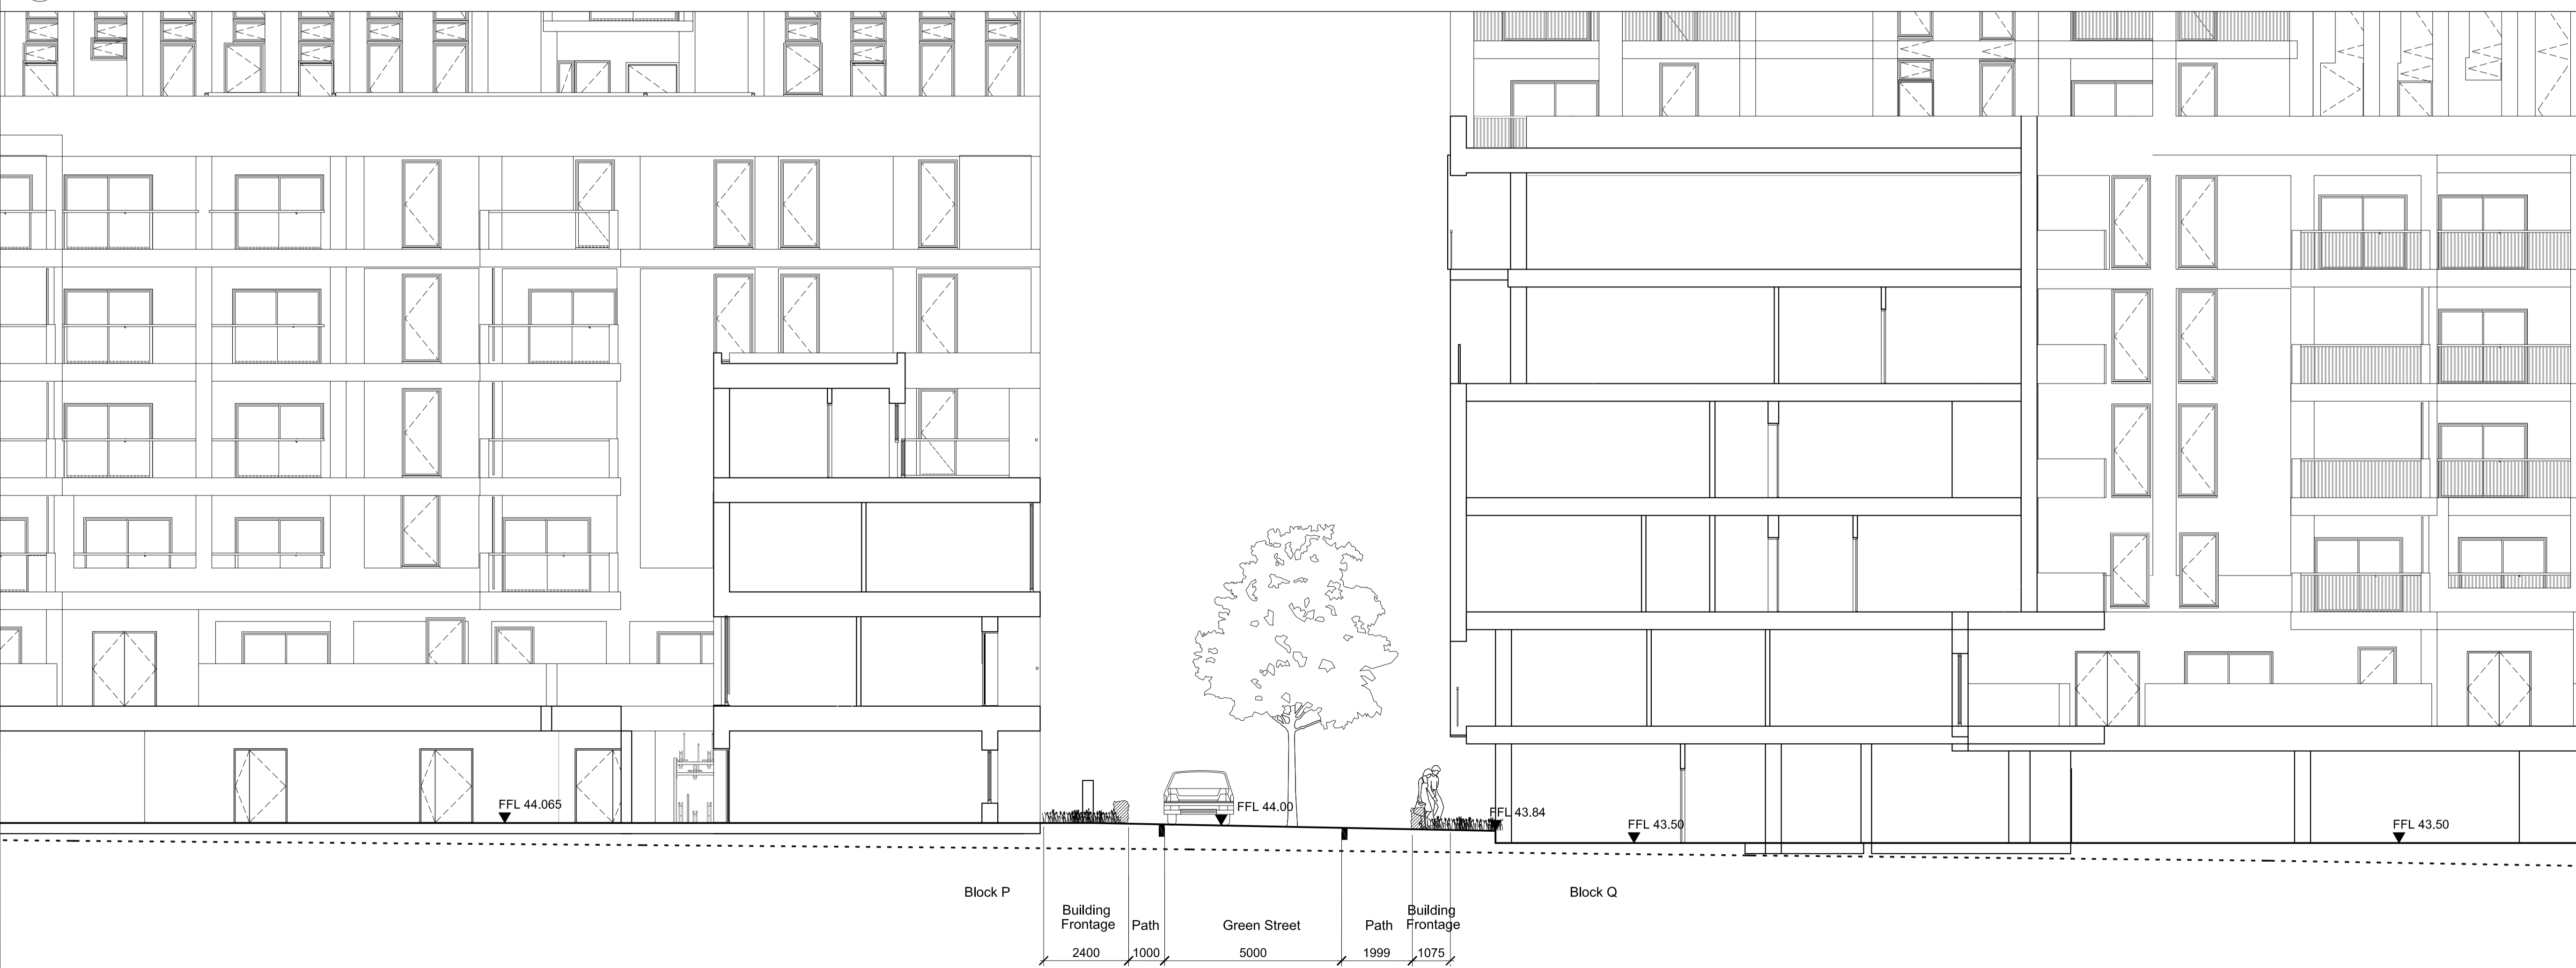 FFL 44.065
FFL 44.00
FFL 43.84
FFL 43.50
FFL 43.50
Block P
Block Q
Building
Frontage
Path
Green Street
Path
Building
Frontage
2400
1000
5000
1999
1075